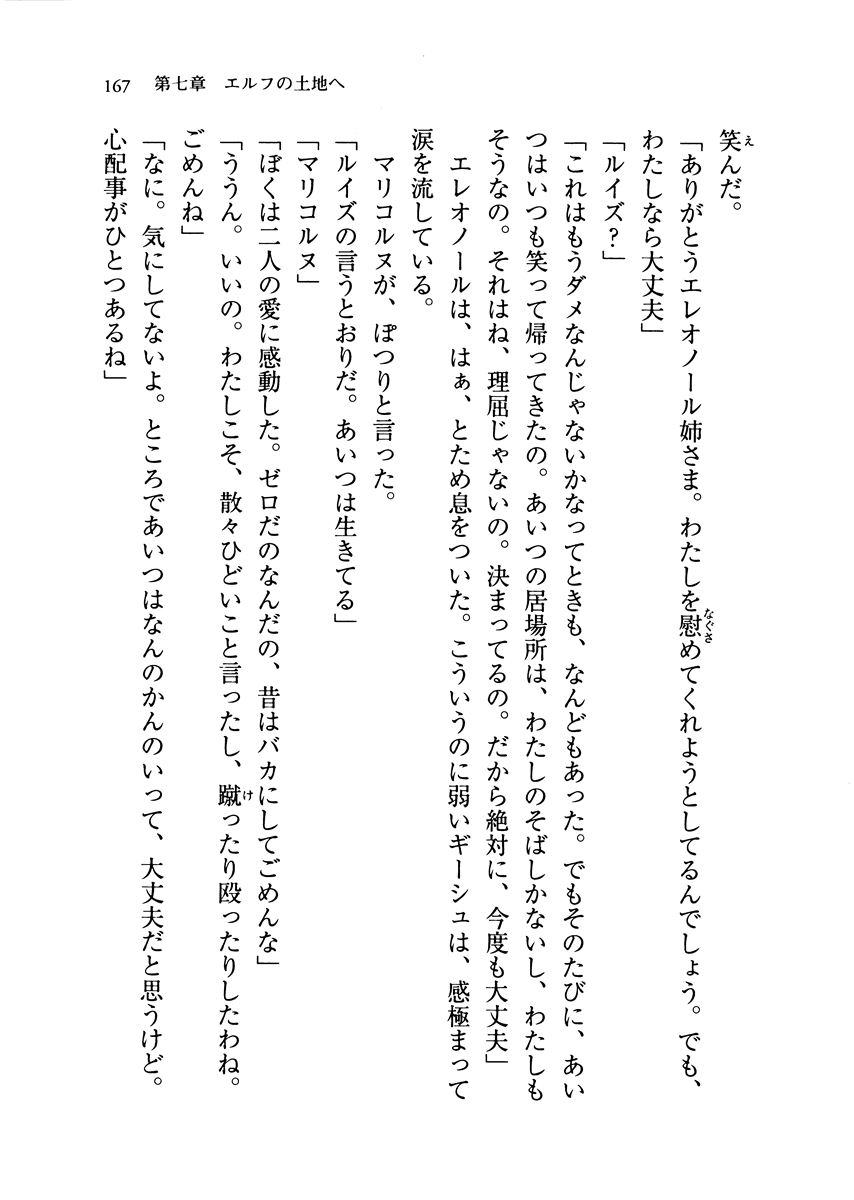 167　第七章　エルフの土地へ
笑んだ。
「ありがとうエレオノール姉さま。わたしを慰めてくれようとしてるんでしょう。でも、
わたしなら大丈夫」
「ルイズ？」
「これはもうダメなんじゃないかなってときも、なんどもあった。でもそのたびに、あい
つはいつも笑って帰ってきたの。あいつの居場所は、わたしのそばしかないし、わたしも
そうなの。それはね、理屈じゃないの。決まってるの。だから絶対に、今度も大丈夫」
　エレオノールは、はぁ、とため息をついた。こういうのに弱いギーシュは、感極まって
涙を流している。
　マリコルヌが、ぽつりと言った。
「ルイズの言うとおりだ。あいつは生きてる」
「マリコルヌ」
「ぼくは二人の愛に感動した。ゼロだのなんだの、昔はバカにしてごめんな」
「ううん。いいの。わたしこそ、散々ひどいこと言ったし、蹴ったり殴ったりしたわね。
ごめんね」
「なに。気にしてないよ。ところであいつはなんのかんのいって、大丈夫だと思うけど。
心配事がひとつあるね」